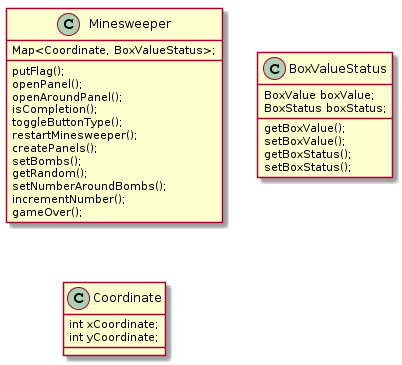 C Minesweeper
Map<Coordinate, BoxValueStatus>;
putFlag();
openPanel();
openAroundPanel();
isCompletion();
toggleButtonType();
restartMinesweeper();
createPanels();
setBombs();
getRandom();
setNumberAroundBombs();
incrementNumber();
gameOver();
C BoxValueStatus
BoxValue boxValue;
BoxStatus boxStatus;
getBoxValue();
setBoxValue();
getBoxStatus();
setBoxStatus();
C Coordinate
int xCoordinate;
int yCoordinate;